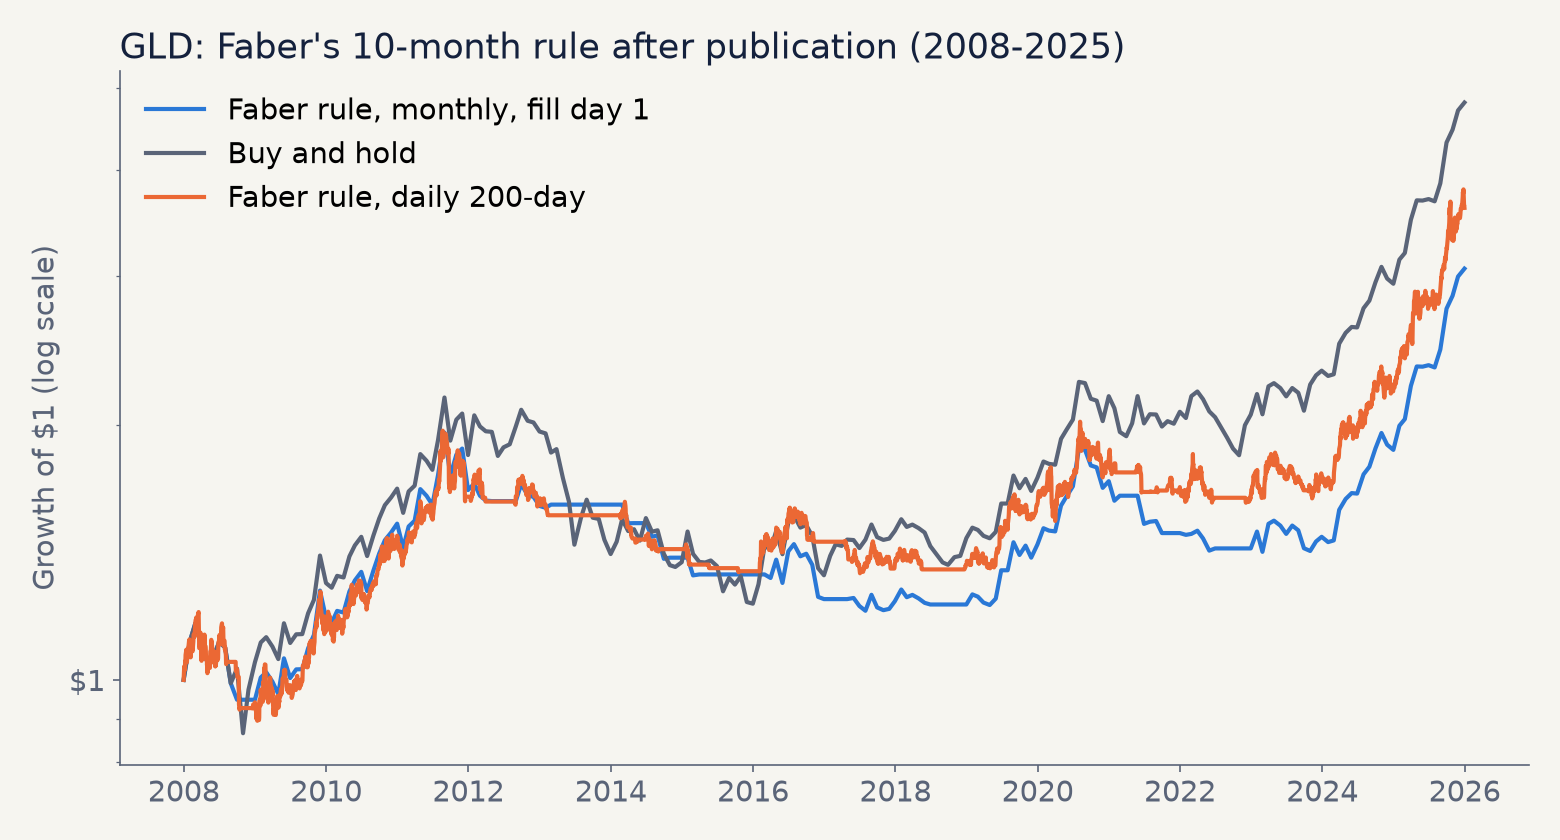 GLD: Faber's 10-month rule after publication (2008-2025)
Faber rule, monthly, fill day 1
Buy and hold
Faber rule, daily 200-day
Growth of $1 (log scale)
$1
2008 2010 2012 2014 2016 2018 2020 2022 2024 2026